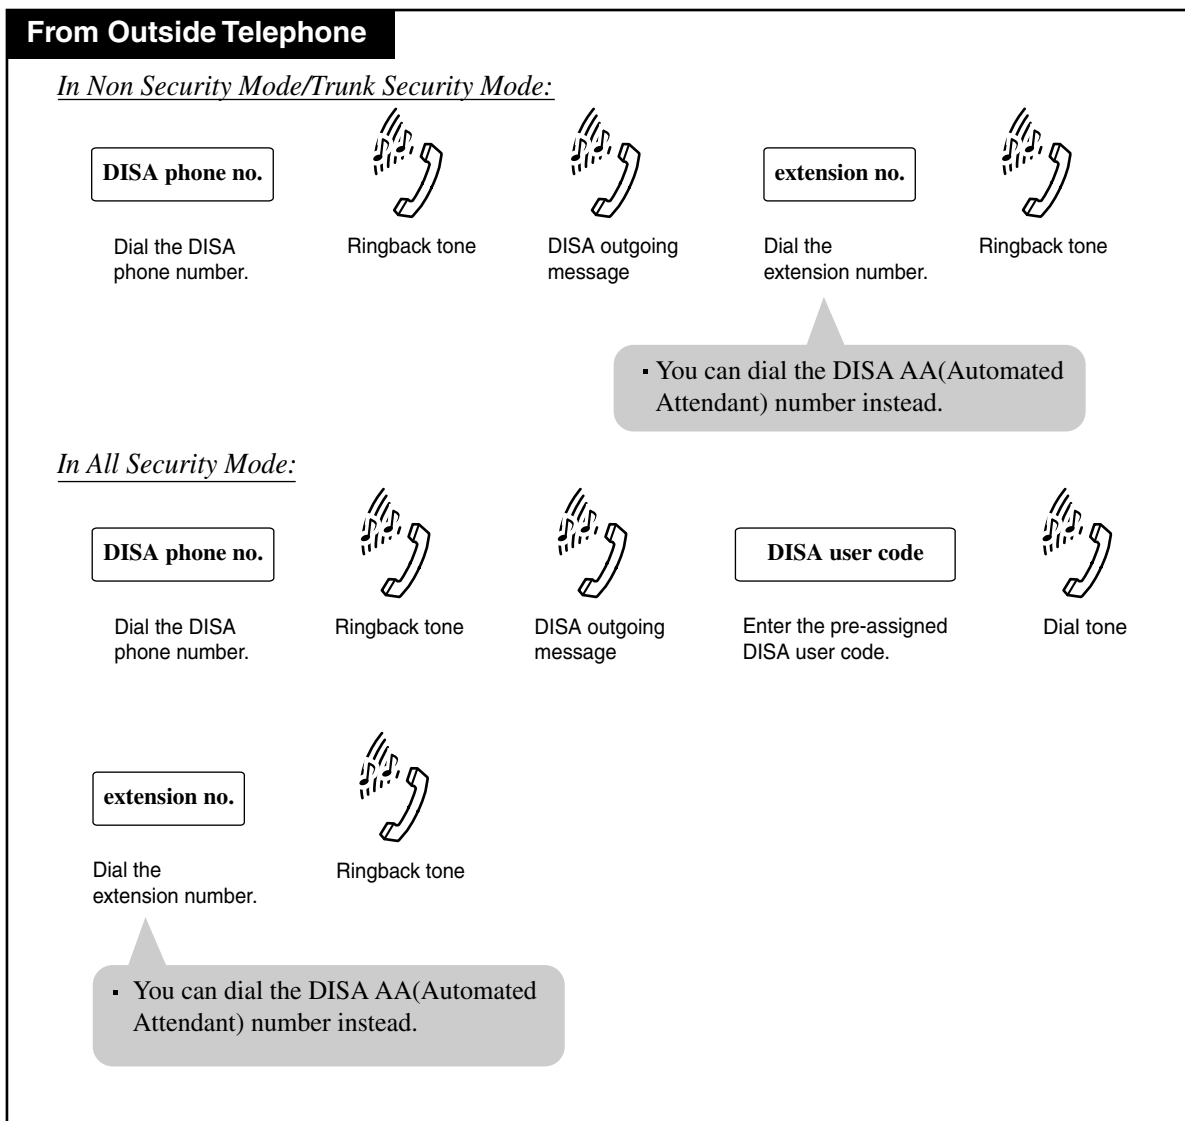 From Outside Telephone
In Non Security Mode/Trunk Security Mode:
DISA phone no.
Dial the DISA
phone number.
Ringback tone
DISA outgoing
message
extension no.
Dial the
extension number.
Ringback tone
▪ You can dial the DISA AA(Automated
Attendant) number instead.
In All Security Mode:
DISA phone no.
Dial the DISA
phone number.
Ringback tone
DISA outgoing
message
DISA user code
Enter the pre-assigned
DISA user code.
Dial tone
extension no.
Dial the
extension number.
Ringback tone
▪ You can dial the DISA AA(Automated
Attendant) number instead.